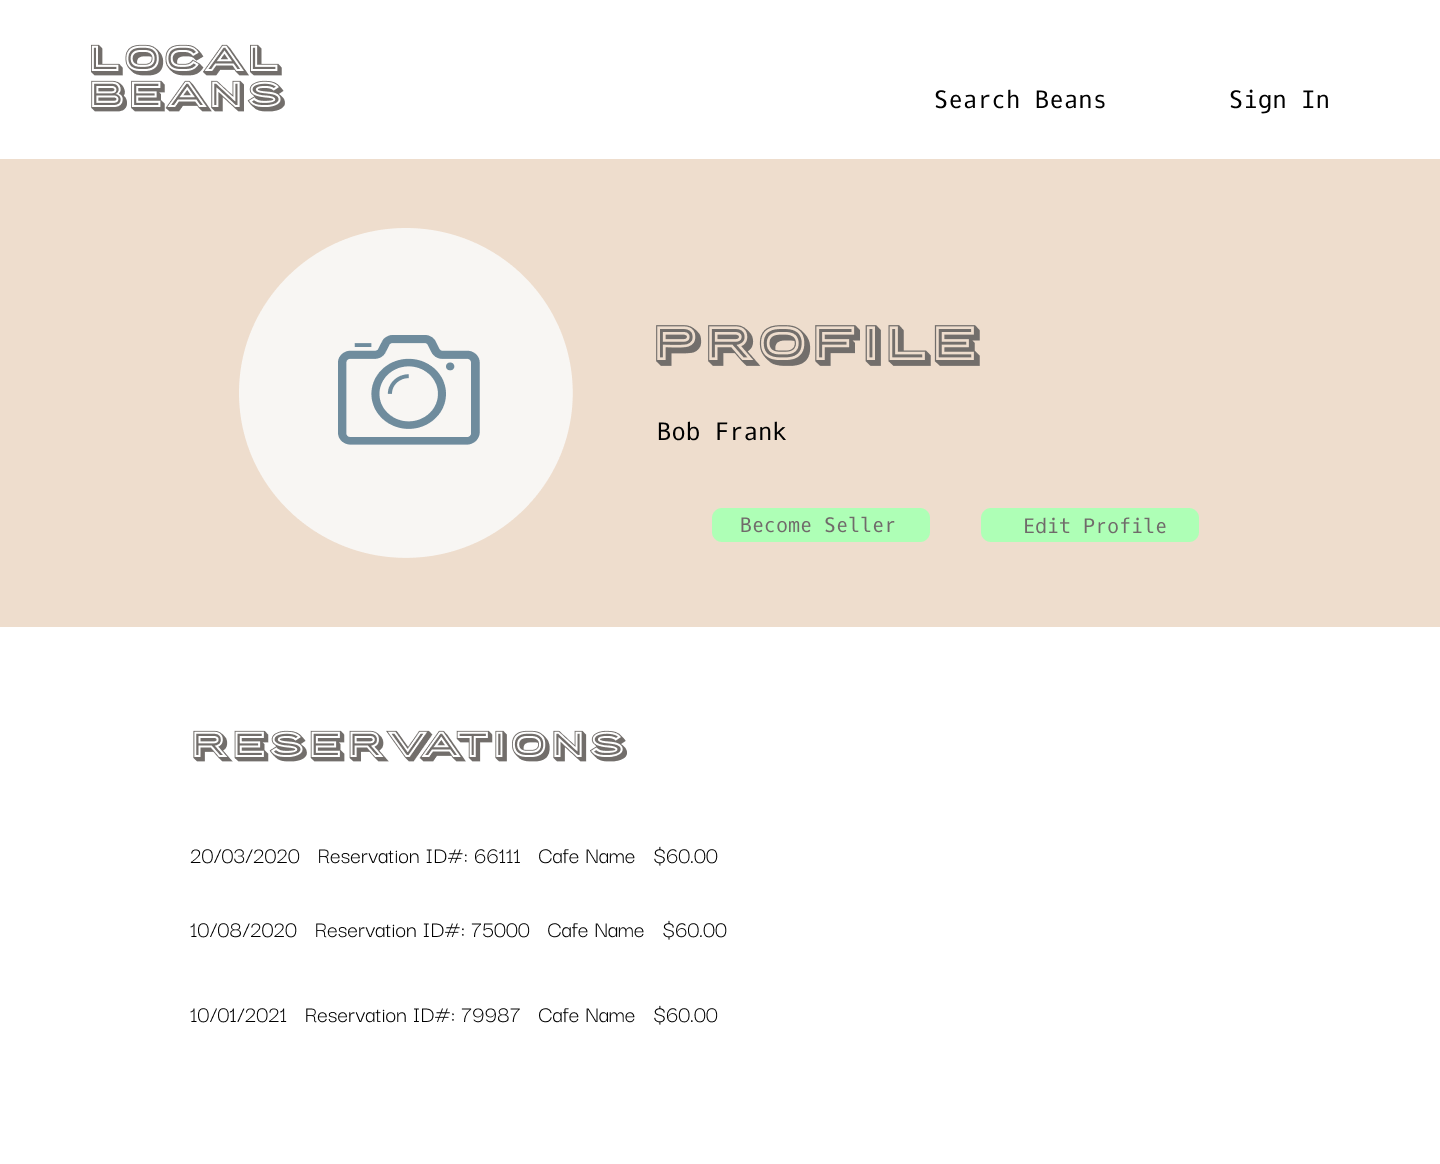 LOCAL
BEANS
Search Beans
Sign In
PROFILE
Bob Frank
Become Seller
Edit Profile
RESERVATIONS
20/03/2020 Reservation ID#: 66111 Cafe Name $60.00
10/08/2020 Reservation ID#: 75000 Cafe Name $60.00
10/01/2021 Reservation ID#: 79987 Cafe Name $60.00